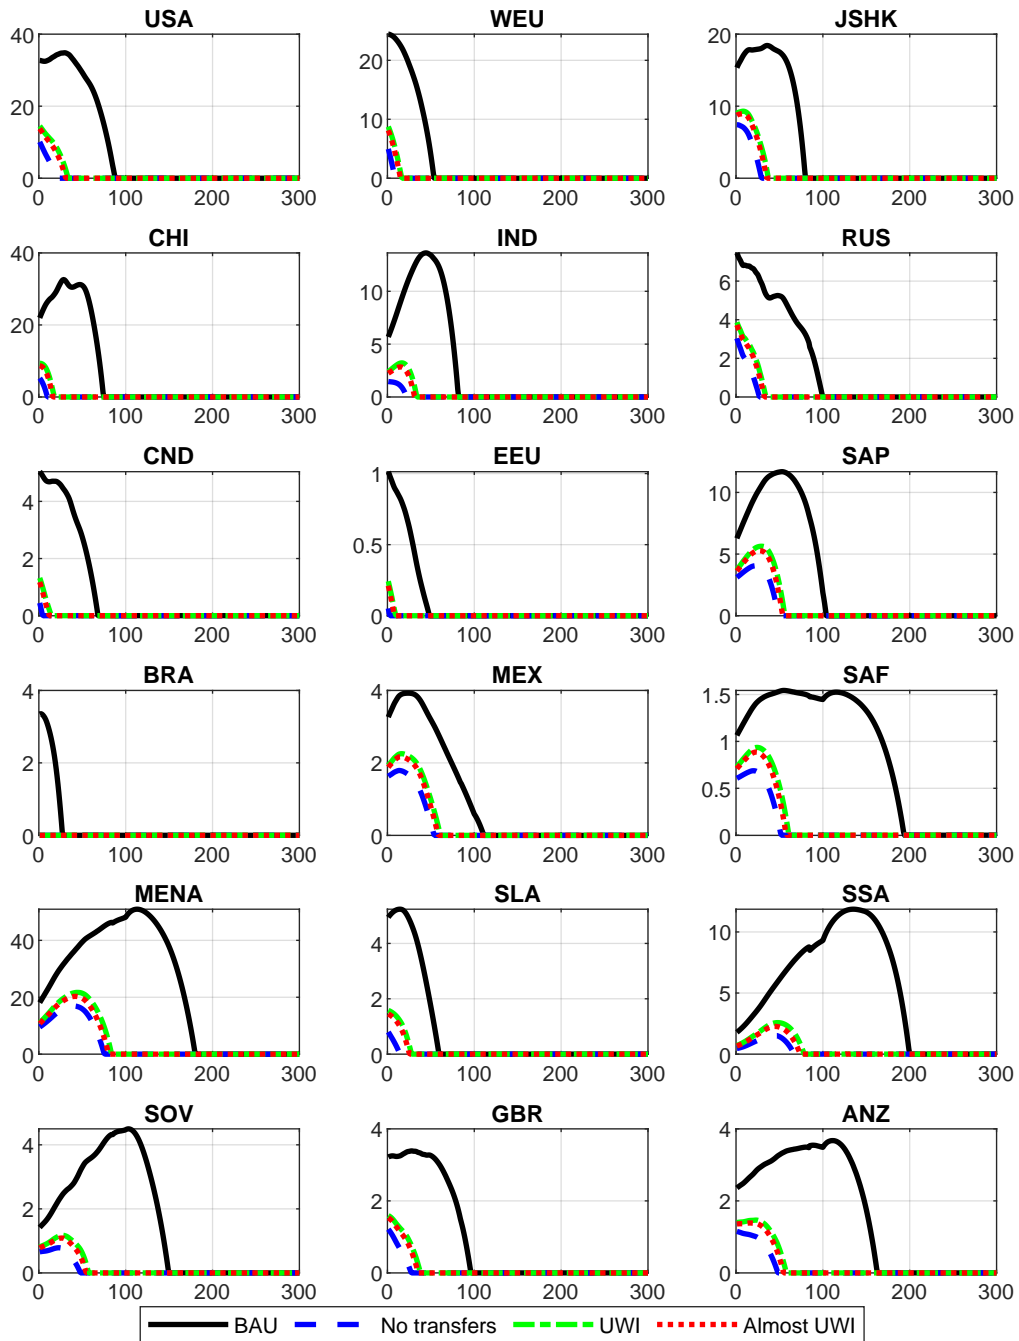 USA WEU JSHK
40 20 20
20 10 10
0 0 0
0 100 200 300 0 100 200 300 0 100 200 300
CHI IND RUS
40 10 6
20 5 4
0 0 2
0
0 100 200 300 0 100 200 300 0 100 200 300
CND EEU SAP
4 1 10
2 0.5 5
0 0 0
0 100 200 300 0 100 200 300 0 100 200 300
BRA MEX SAF
4 4 1.5
2 2 1
0 0 0.5
0
0 100 200 300 0 100 200 300 0 100 200 300
MENA SLA SSA
40 4 10
20 2 5
0 0 0
0 100 200 300 0 100 200 300 0 100 200 300
SOV GBR ANZ
4 4 4
2 2 2
0 0 0
0 100 200 300 0 100 200 300 0 100 200 300
BAU No transfers UWI Almost UWI